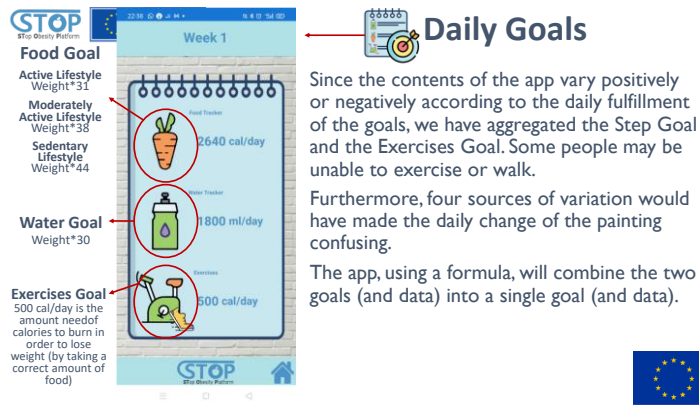 STOP
STop Obesity Platform
Food Goal
Active Lifestyle
Weight*31
Moderately
Active Lifestyle
Weight*38
Sedentary
Lifestyle
Weight*44
Water Goal
Weight*30
Exercises Goal
500 cal/day is the
amount needof
calories to burn in
order to lose
weight (by taking a
correct amount of
food)
22:38
Week 1
Food Tracker
2640 cal/day
Water Tracker
1800 ml/day
Exercises
500 cal/day
STOP
STop Obesity Platform
Daily Goals
Since the contents of the app vary positively
or negatively according to the daily fulfillment
of the goals, we have aggregated the Step Goal
and the Exercises Goal. Some people may be
unable to exercise or walk.
Furthermore, four sources of variation would
have made the daily change of the painting
confusing.
The app, using a formula, will combine the two
goals (and data) into a single goal (and data).